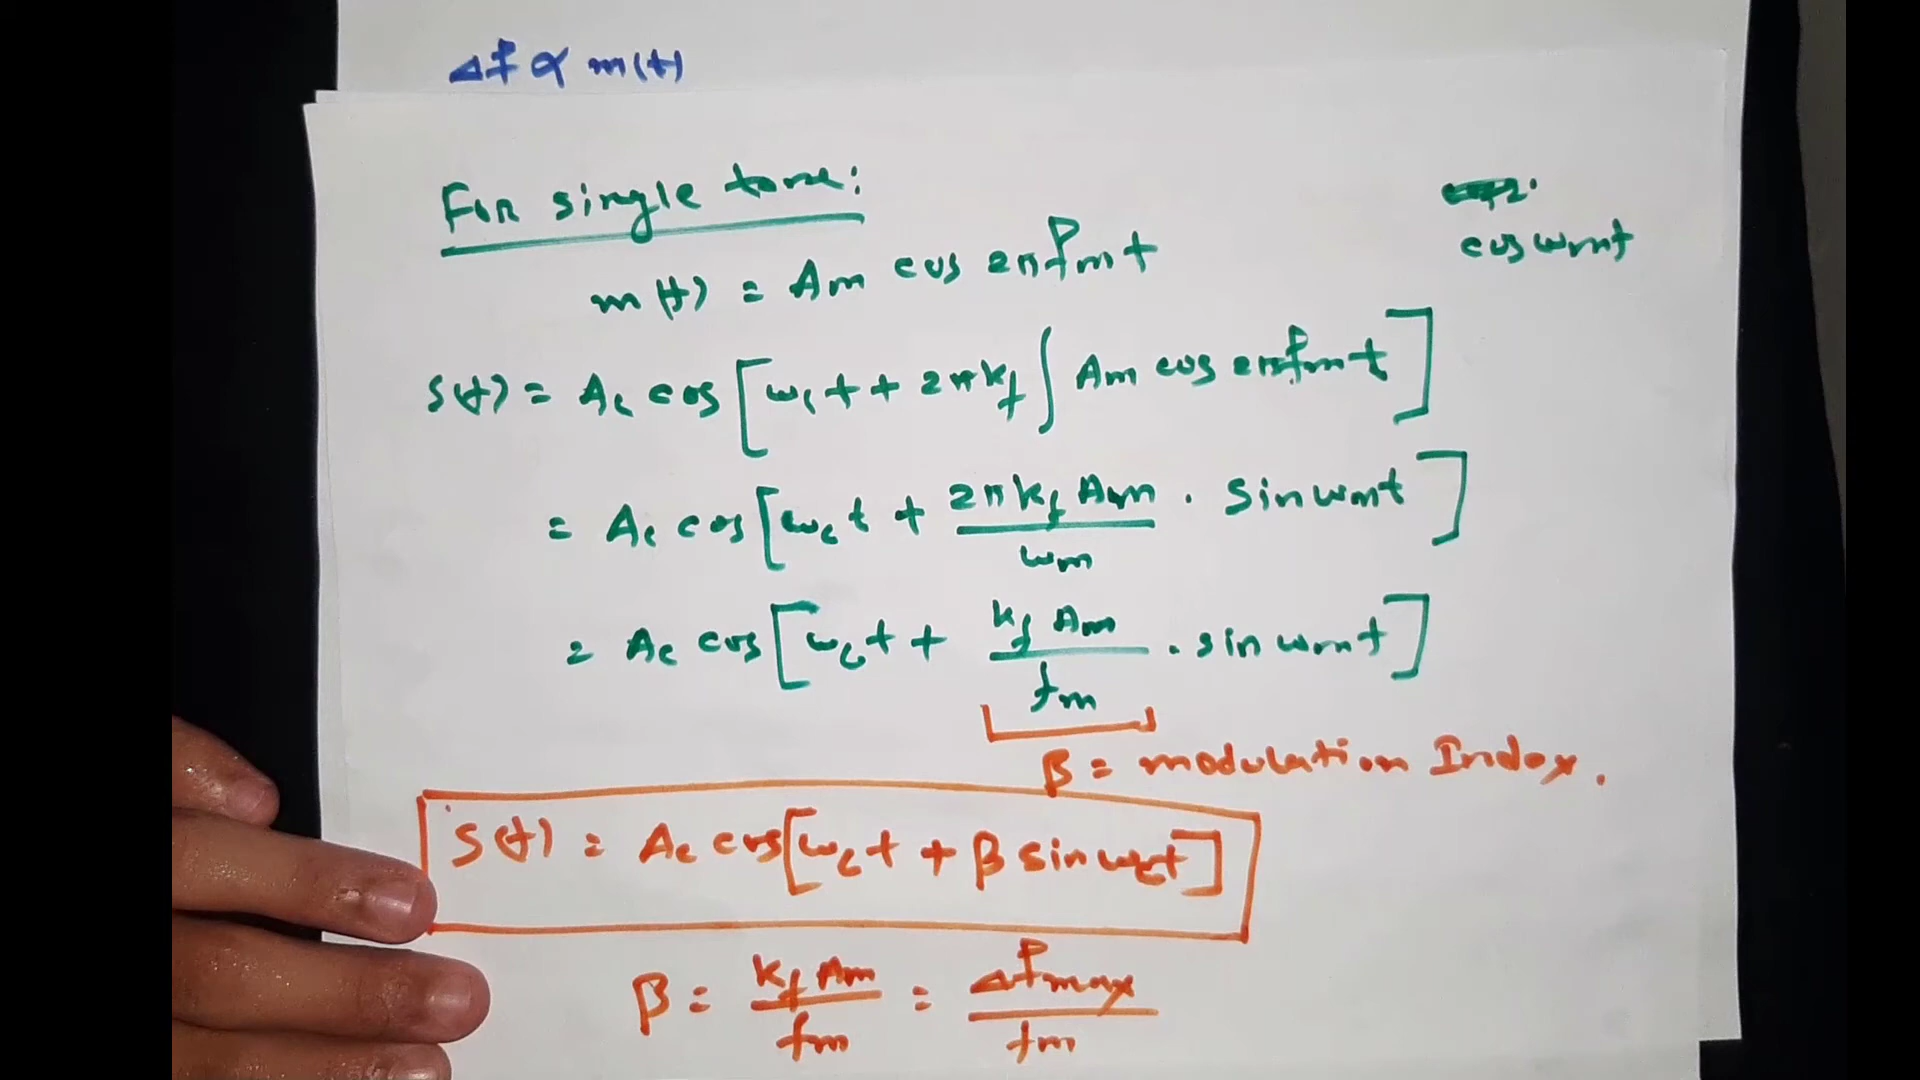 Δf ∝ m(t)
For single tone:
m(t) = Am cos 2πfmt
cos wmt
S(t) = Ac cos [ωct + 2πkf ∫ Am cos 2πfmt]
= Ac cos [ωct + 2πkf Am / ωm . sin ωmt]
= Ac cos [ωct + kf Am / fm . sin ωmt]
β = modulation Index.
S(t) = Ac cos [ωct + β sin ωct]
β = kf Am / fm = Δfmax / fm